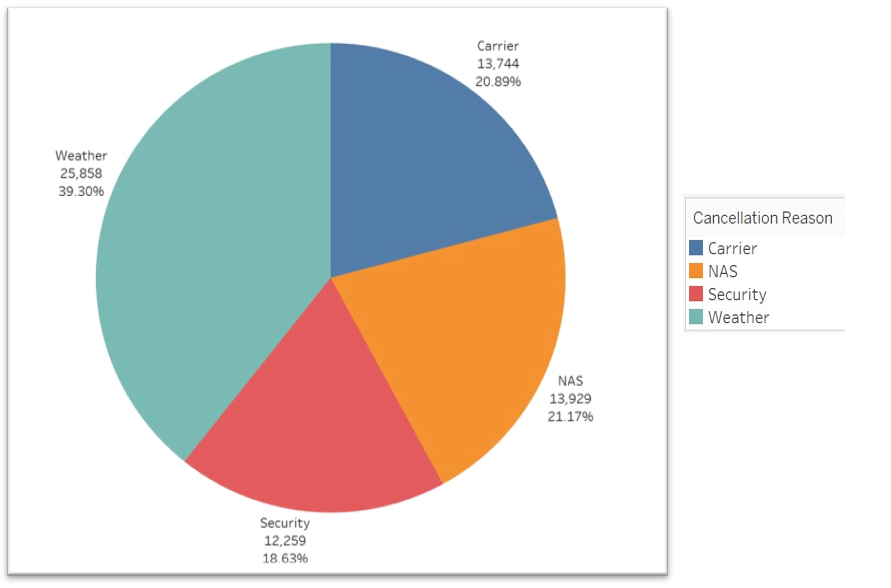 Carrier
13,744
20.89%
Weather
25,858
39.30%
NAS
13,929
21.17%
Security
12,259
18.63%
Cancellation Reason
Carrier
NAS
Security
Weather